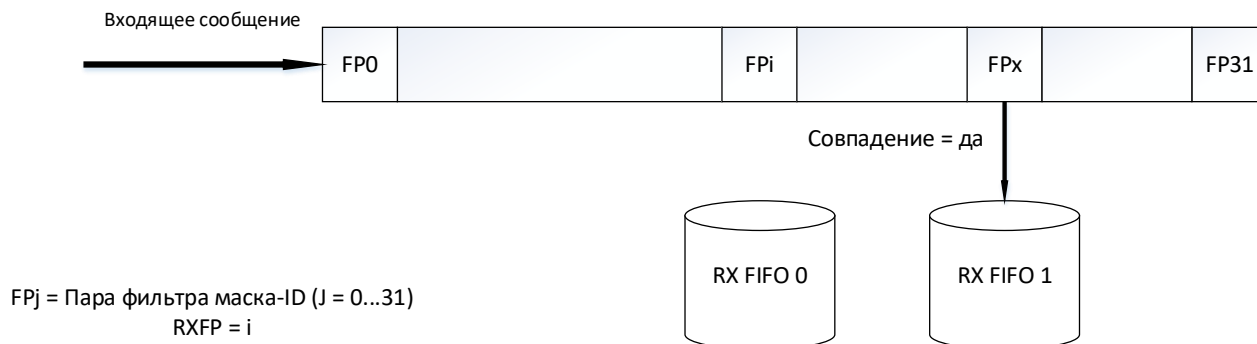 Входящее сообщение
FP0 FPi FPx FP31
Совпадение = да
RX FIFO 0 RX FIFO 1
FPj = Пара фильтра маска-ID (J = 0...31)
RXFP = i